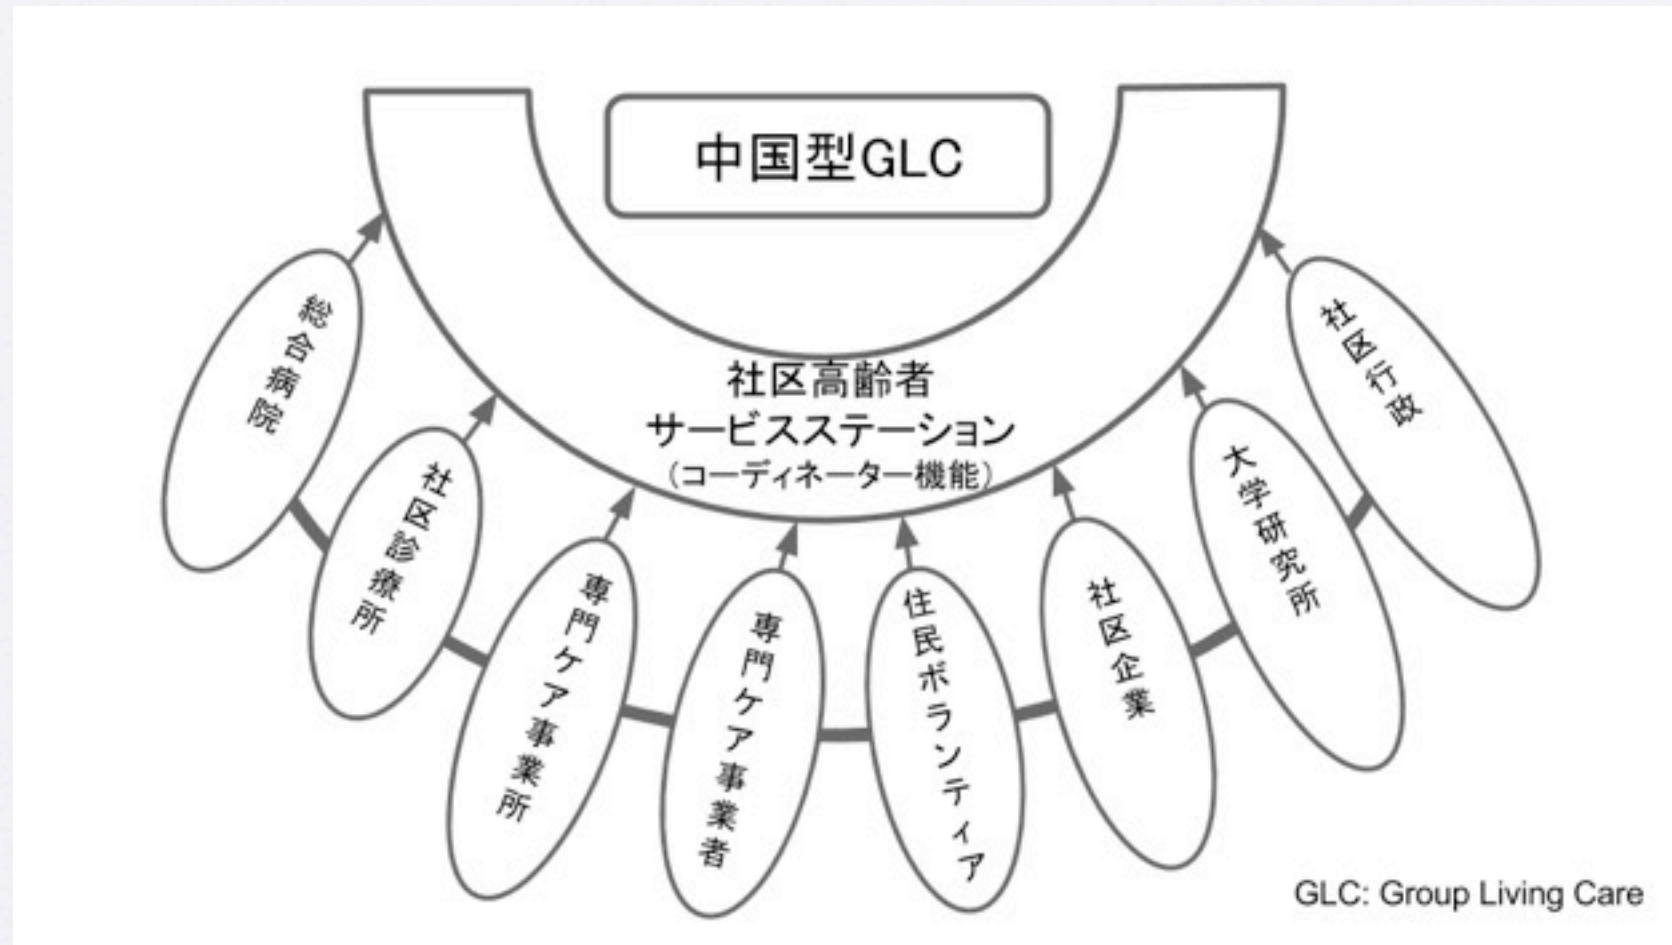 中国型GLC
社区高齢者
サービスステーション
（コーディネーター機能）
総合病院
社区診療所
専門ケア事業所
専門ケア事業者
住民ボランティア
社区企業
大学研究所
社区行政
GLC: Group Living Care